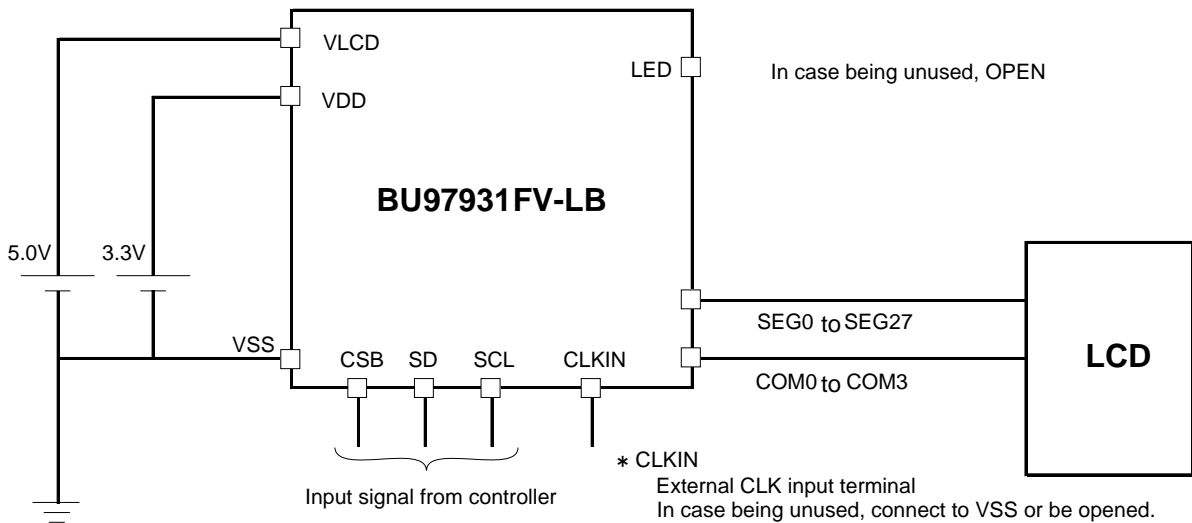 VLCD
LED
In case being unused, OPEN
VDD
BU97931FV-LB
5.0V
3.3V
SEG0 to SEG27
VSS
CSB
SD
SCL
CLKIN
LCD
COM0 to COM3
* CLKIN
External CLK input terminal
Input signal from controller
In case being unused, connect to VSS or be opened.